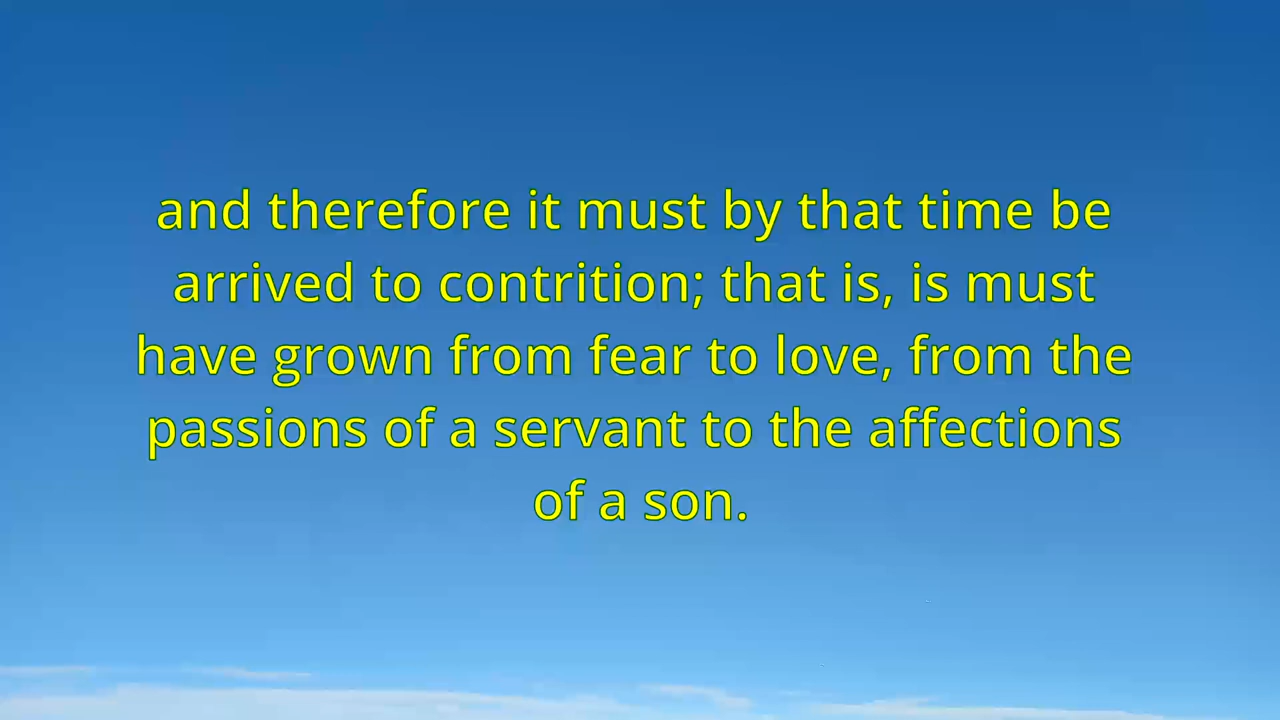 and therefore it must by that time be
arrived to contrition; that is, is must
have grown from fear to love, from the
passions of a servant to the affections
of a son.